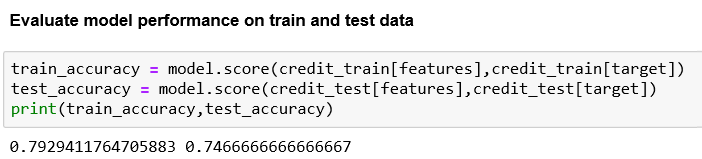 Evaluate model performance on train and test data
train_accuracy = model.score(credit_train[features],credit_train[target])
test_accuracy = model.score(credit_test[features],credit_test[target])
print(train_accuracy,test_accuracy)
0.7929411764705883 0.7466666666666667